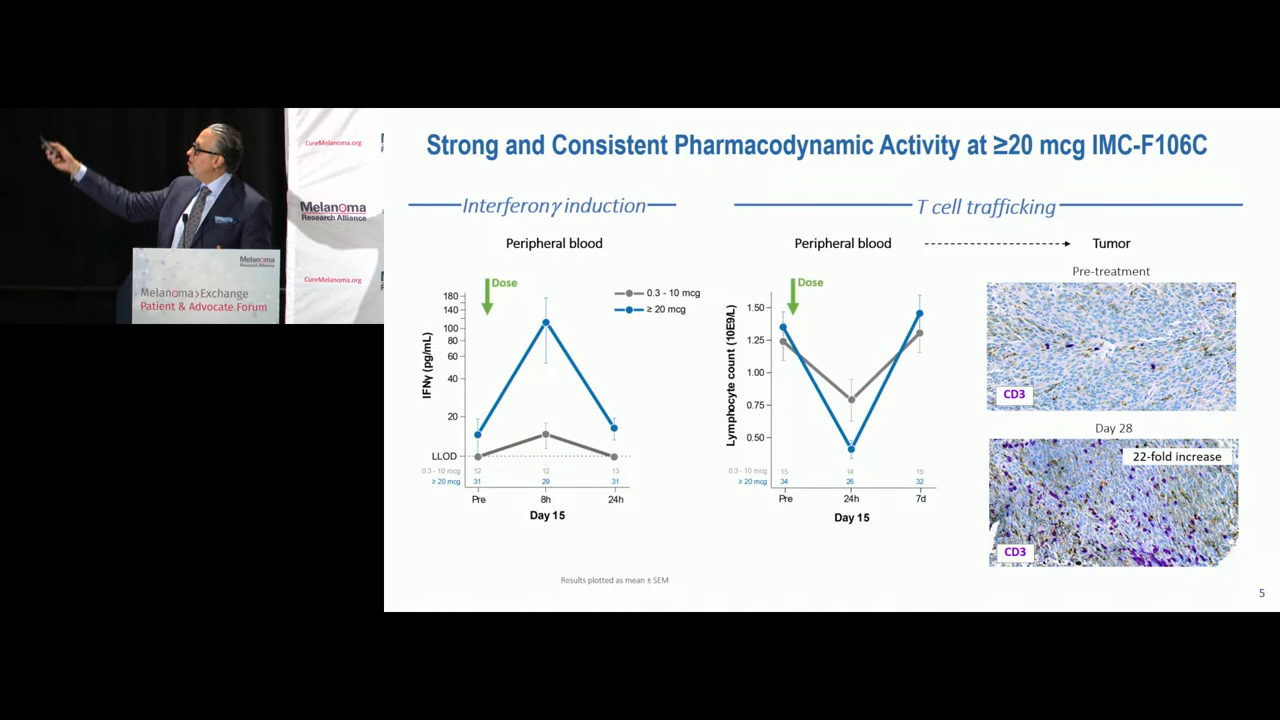 CureMelanoma.org
Melanoma
Research Alliance
CureMelanoma.org
Melanoma
Research Alliance
Melanoma>Exchange
Patient & Advocate Forum
Strong and Consistent Pharmacodynamic Activity at ≥20 mcg IMC-F106C
Interferonγ induction
Peripheral blood
Dose
0.3 - 10 mcg
≥ 20 mcg
IFNγ (pg/mL)
180
140
100
80
60
40
20
LLOD
0.3 - 10 mcg 12 12 13
≥ 20 mcg 31 29 31
Pre 8h 24h
Day 15
T cell trafficking
Peripheral blood
Tumor
Dose
Lymphocyte count (10E9/L)
1.50
1.25
1.00
0.75
0.50
0.3 - 10 mcg 15 14 15
≥ 20 mcg 34 26 32
Pre 24h 7d
Day 15
Pre-treatment
CD3
Day 28
22-fold increase
CD3
Results plotted as mean ± SEM
5